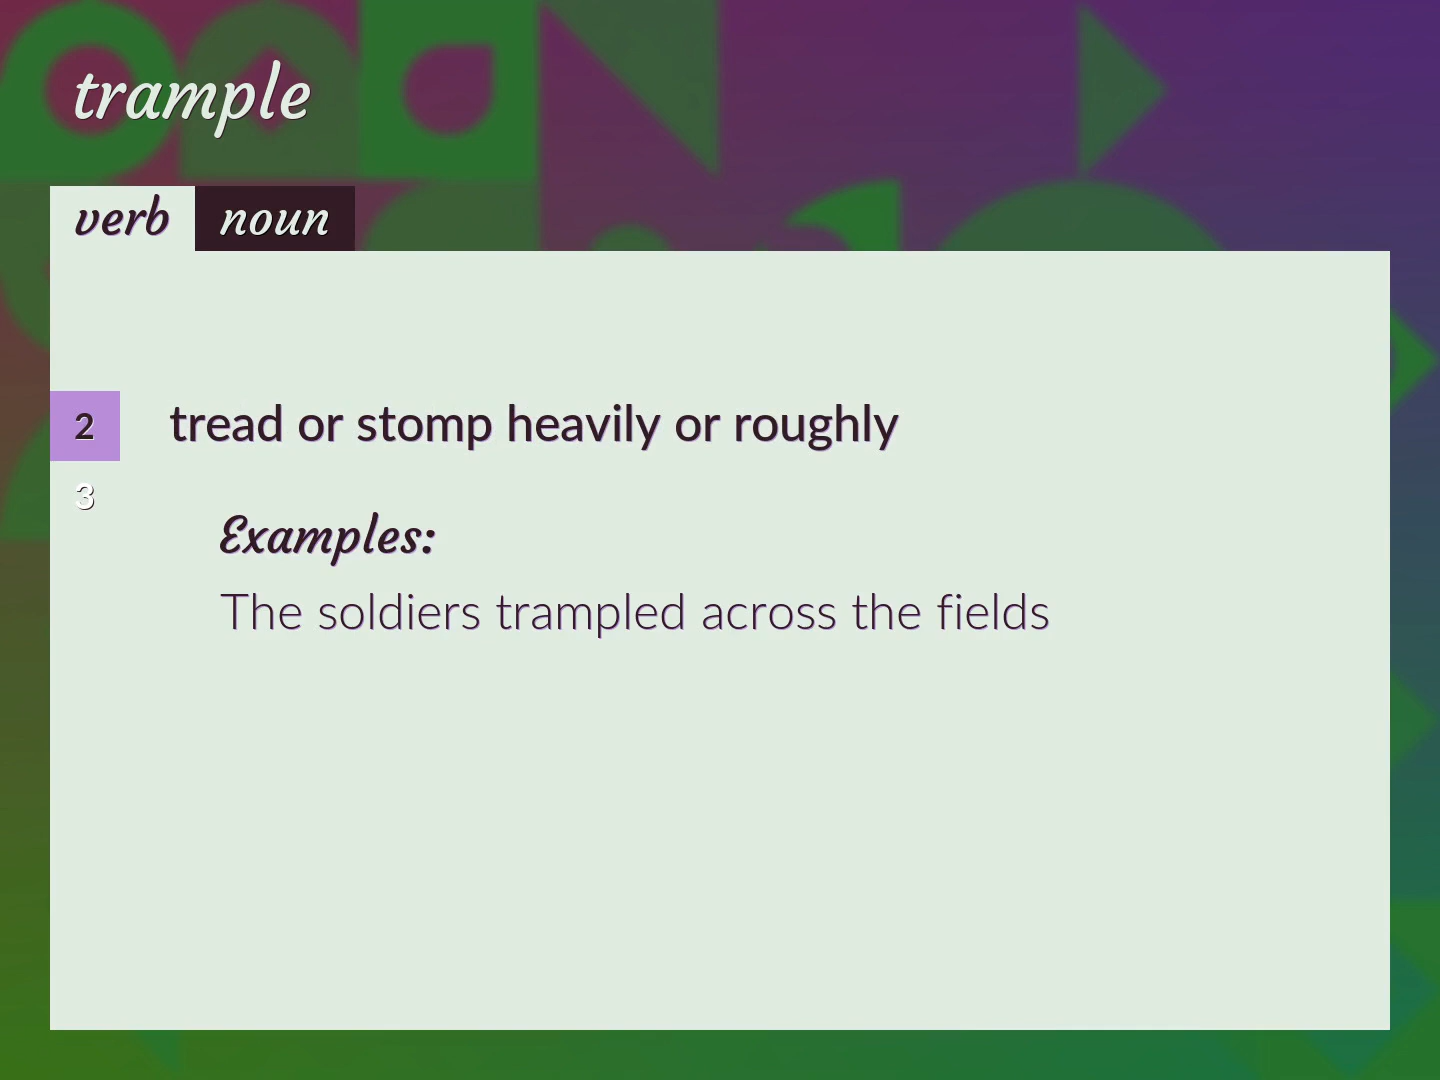 trample
verb noun
2 tread or stomp heavily or roughly
3
Examples:
The soldiers trampled across the fields